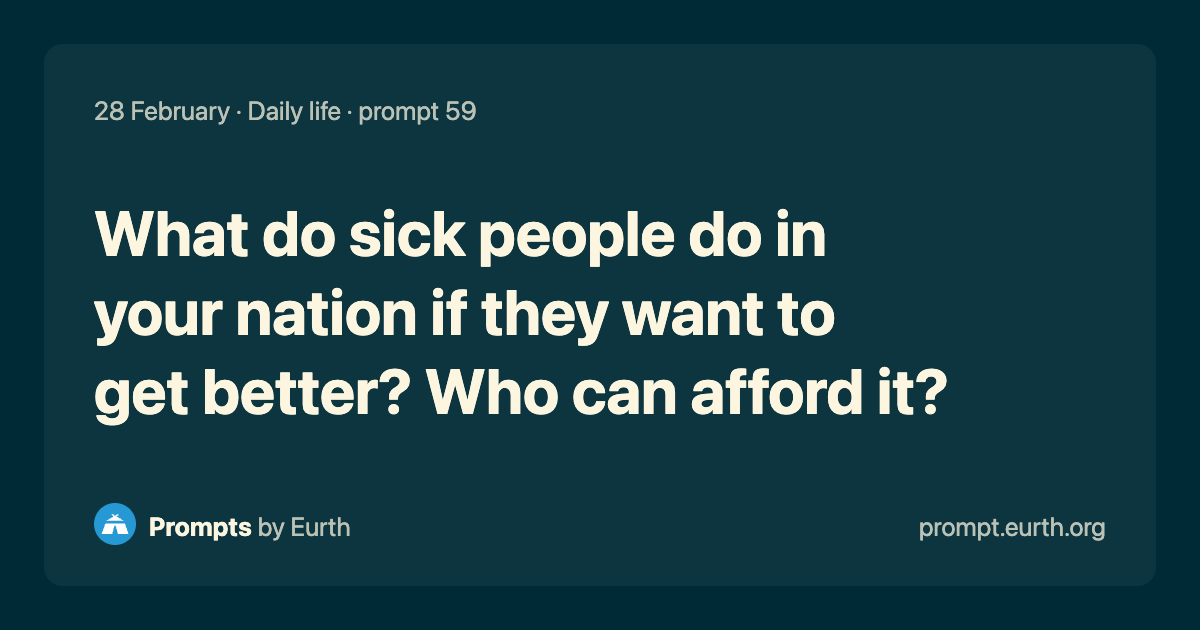 28 February · Daily life · prompt 59
What do sick people do in
your nation if they want to
get better? Who can afford it?
Prompts by Eurth
prompt.eurth.org